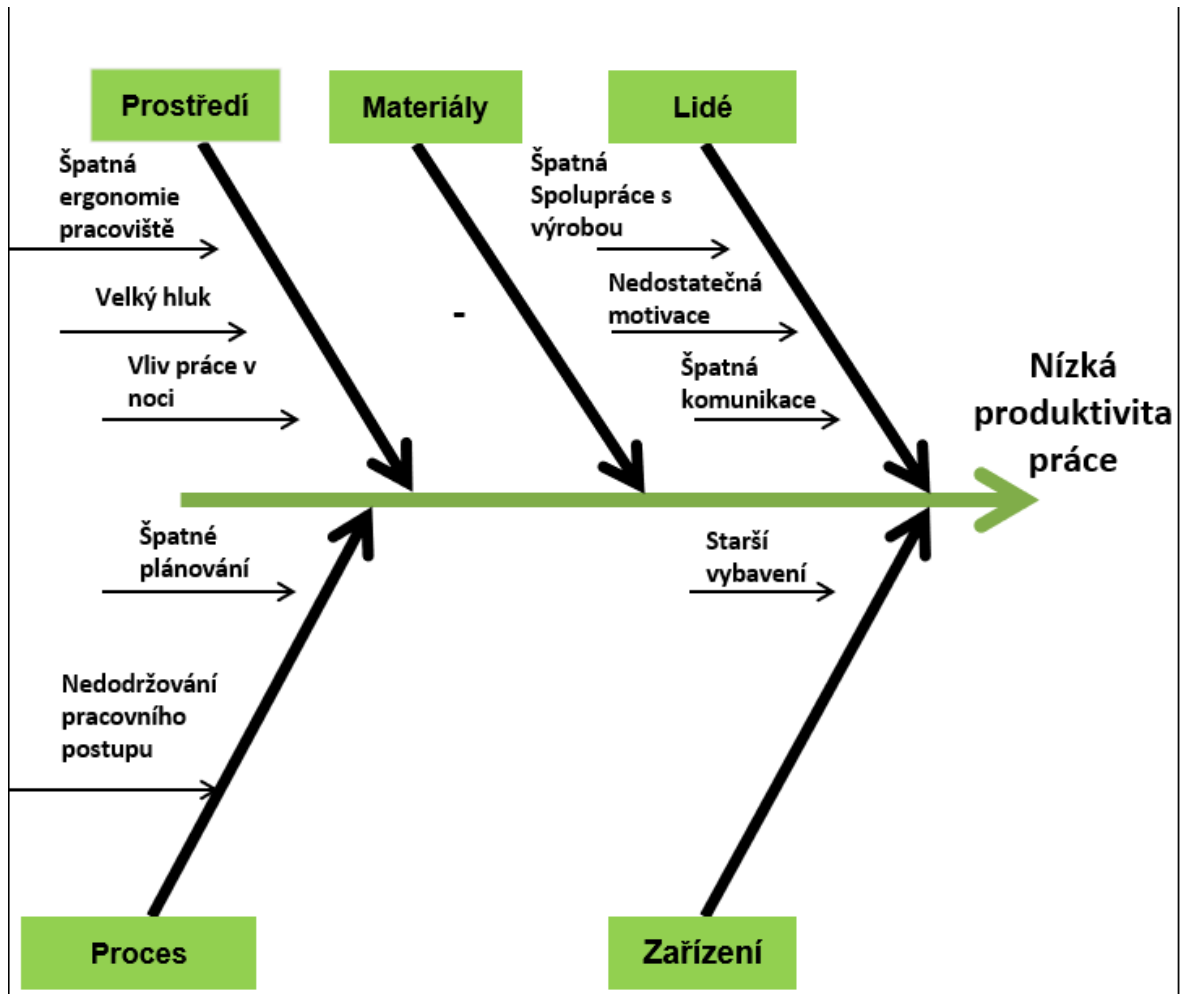 Prostředí
Materiály
Lidé
Špatná
ergonomie
pracoviště
Velký hluk
Vliv práce v
noci
-
Špatná
Spolupráce s
výrobou
Nedostatečná
motivace
Špatná
komunikace
Nízká
produktivita
práce
Špatné
plánování
Nedodržování
pracovního
postupu
Starší
vybavení
Proces
Zařízení